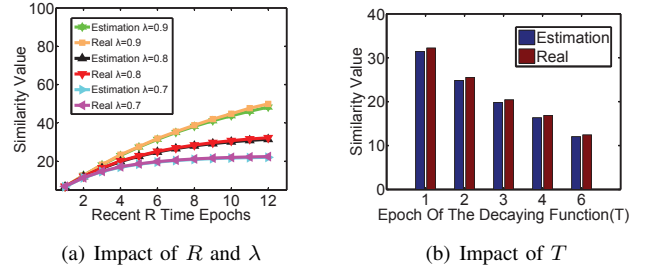 100
80
60
40
20
Similarity Value
Estimation λ=0.9
Real λ=0.9
Estimation λ=0.8
Real λ=0.8
Estimation λ=0.7
Real λ=0.7
2 4 6 8 10 12
Recent R Time Epochs
(a) Impact of R and λ
40
30
20
10
0
Similarity Value
Estimation
Real
1 2 3 4 6
Epoch Of The Decaying Function(T)
(b) Impact of T